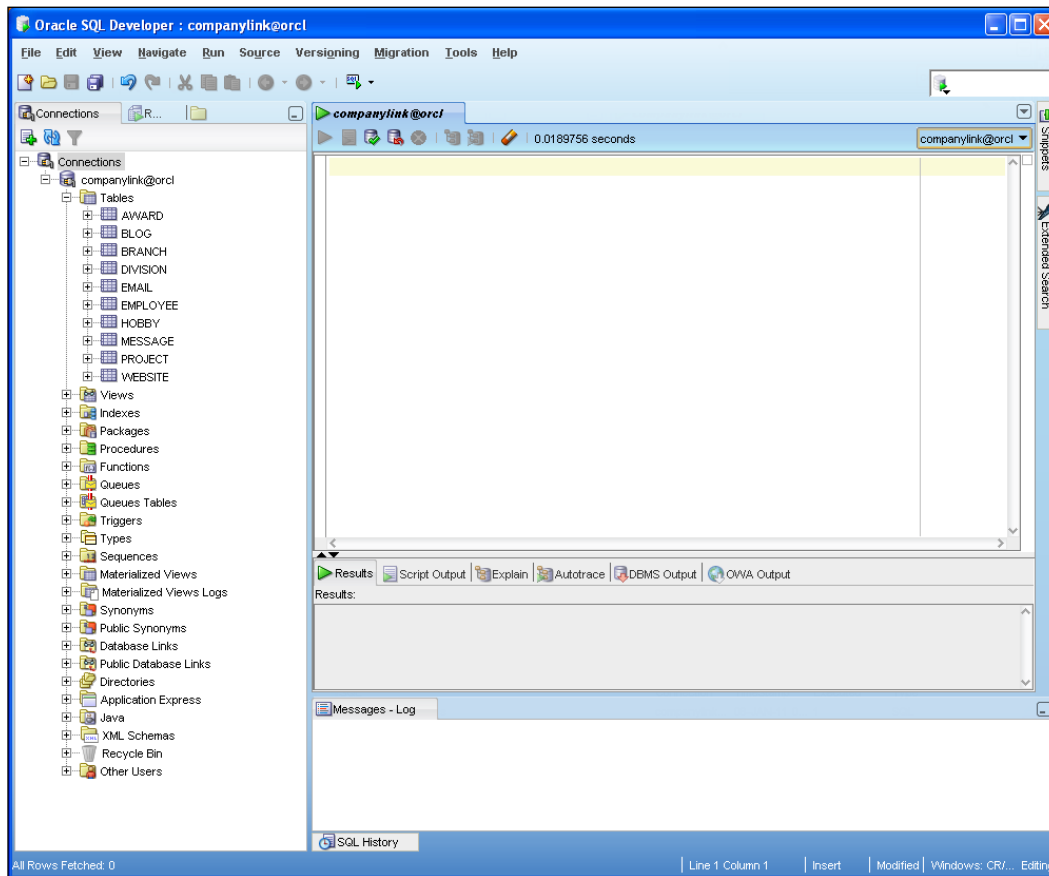 Oracle SQL Developer : companylink@orcl
File Edit View Navigate Run Source Versioning Migration Tools Help
Connections
R...
companylink@orcl
0.0189756 seconds
companylink@orcl
Snippets
Extended Search
Connections
companylink@orcl
Tables
AWARD
BLOG
BRANCH
DIVISION
EMAIL
EMPLOYEE
HOBBY
MESSAGE
PROJECT
WEBSITE
Views
Indexes
Packages
Procedures
Functions
Queues
Queues Tables
Triggers
Types
Sequences
Materialized Views
Materialized Views Logs
Synonyms
Public Synonyms
Database Links
Public Database Links
Directories
Application Express
Java
XML Schemas
Recycle Bin
Other Users
Results Script Output Explain Autotrace DBMS Output OWA Output
Results:
Messages - Log
SQL History
All Rows Fetched: 0
Line 1 Column 1 Insert Modified Windows: CR/... Editing